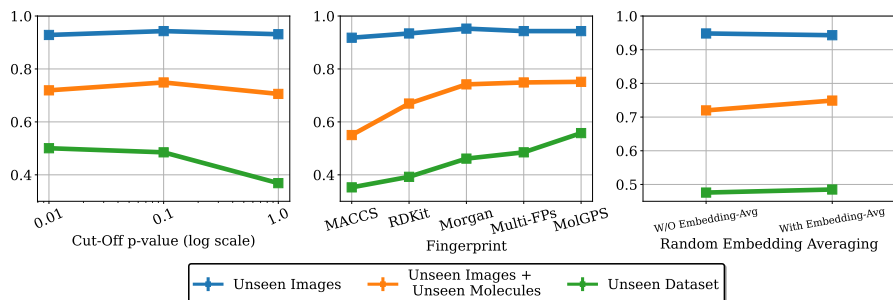 1.0
0.8
0.6
0.4
0.01
0.1
1.0
Cut-Off p-value (log scale)
1.0
0.8
0.6
0.4
MACCS
RDKit
Morgan
Multi-FPs
MolGPS
Fingerprint
1.0
0.9
0.8
0.7
0.6
0.5
W/O Embedding-Avg
With Embedding-Avg
Random Embedding Averaging
Unseen Images
Unseen Images +
Unseen Molecules
Unseen Dataset